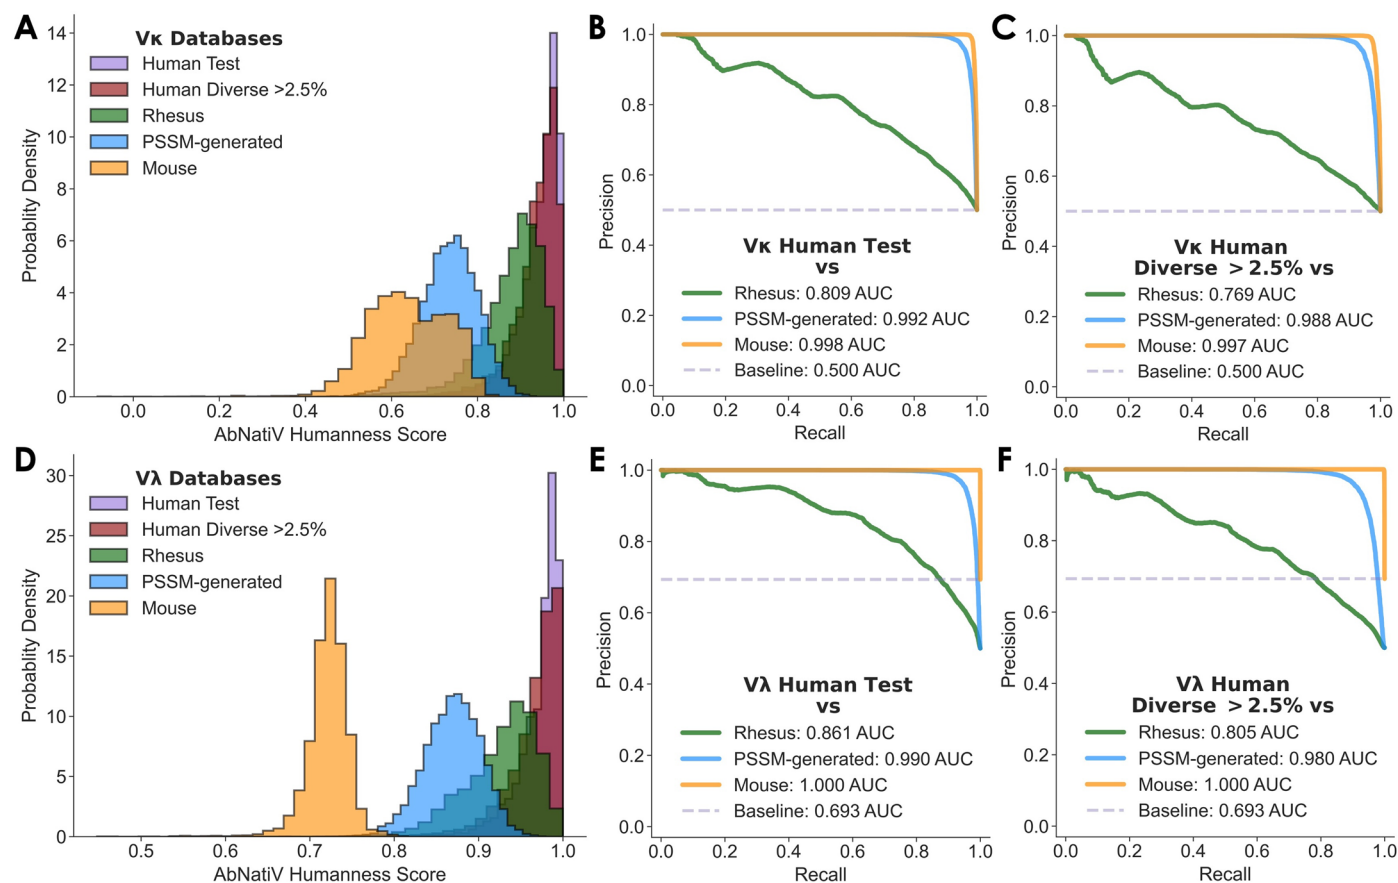 A
Vκ Databases
Human Test
Human Diverse >2.5%
Rhesus
PSSM-generated
Mouse
Probablity Density
14
12
10
8
6
4
2
0
0.0 0.2 0.4 0.6 0.8 1.0
AbNatiV Humanness Score
B
Precision
1.0
0.8
0.6
0.4
0.2
0.0
Vκ Human Test
vs
Rhesus: 0.809 AUC
PSSM-generated: 0.992 AUC
Mouse: 0.998 AUC
Baseline: 0.500 AUC
0.0 0.2 0.4 0.6 0.8 1.0
Recall
C
Precision
1.0
0.8
0.6
0.4
0.2
0.0
Vκ Human
Diverse > 2.5% vs
Rhesus: 0.769 AUC
PSSM-generated: 0.988 AUC
Mouse: 0.997 AUC
Baseline: 0.500 AUC
0.0 0.2 0.4 0.6 0.8 1.0
Recall
D
Vλ Databases
Human Test
Human Diverse >2.5%
Rhesus
PSSM-generated
Mouse
Probablity Density
30
25
20
15
10
5
0
0.5 0.6 0.7 0.8 0.9 1.0
AbNatiV Humanness Score
E
Precision
1.0
0.8
0.6
0.4
0.2
0.0
Vλ Human Test
vs
Rhesus: 0.861 AUC
PSSM-generated: 0.990 AUC
Mouse: 1.000 AUC
Baseline: 0.693 AUC
0.0 0.2 0.4 0.6 0.8 1.0
Recall
F
Precision
1.0
0.8
0.6
0.4
0.2
0.0
Vλ Human
Diverse > 2.5% vs
Rhesus: 0.805 AUC
PSSM-generated: 0.980 AUC
Mouse: 1.000 AUC
Baseline: 0.693 AUC
0.0 0.2 0.4 0.6 0.8 1.0
Recall